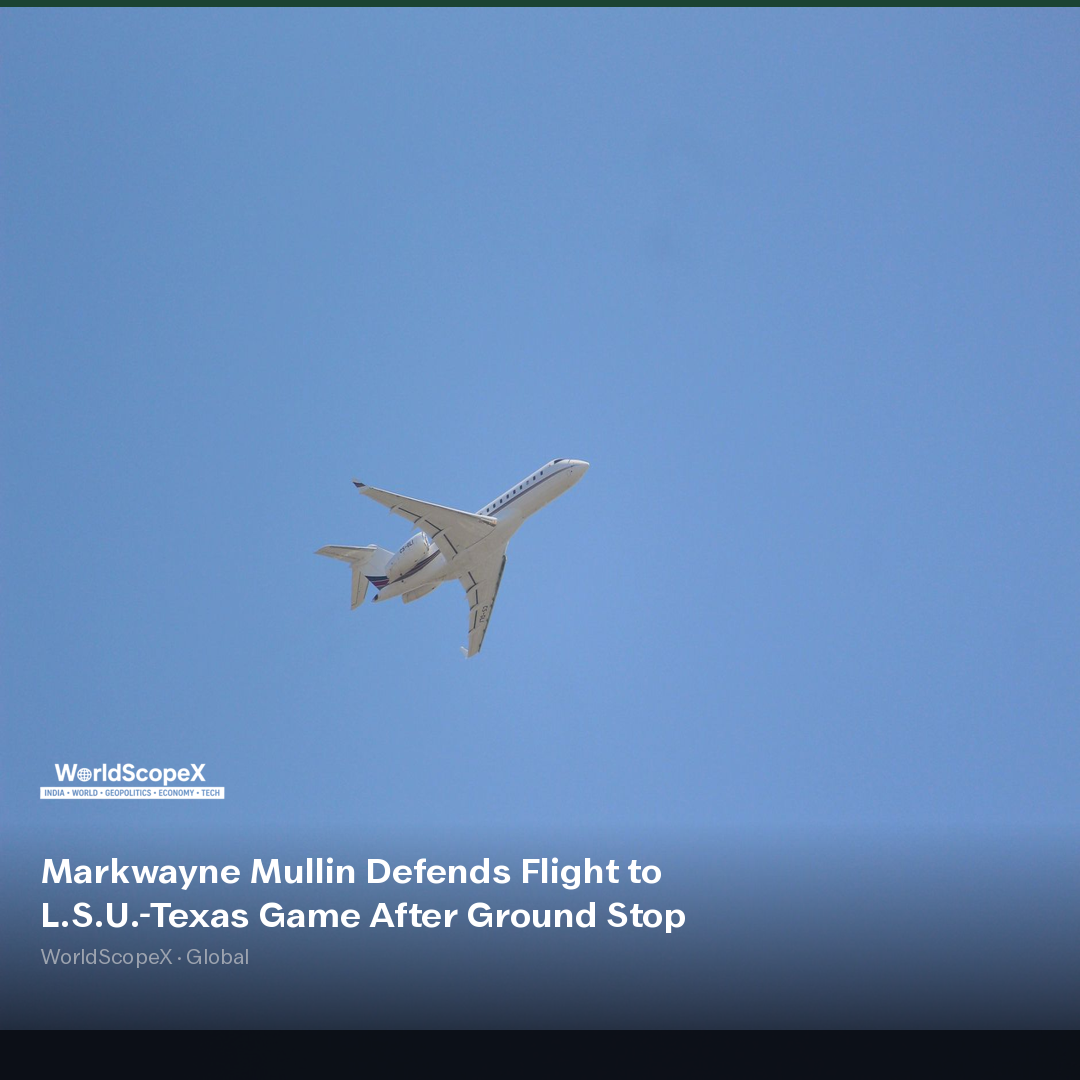 WorldScopeX
INDIA • WORLD • GEOPOLITICS • ECONOMY • TECH
Markwayne Mullin Defends Flight to
L.S.U.-Texas Game After Ground Stop
WorldScopeX · Global